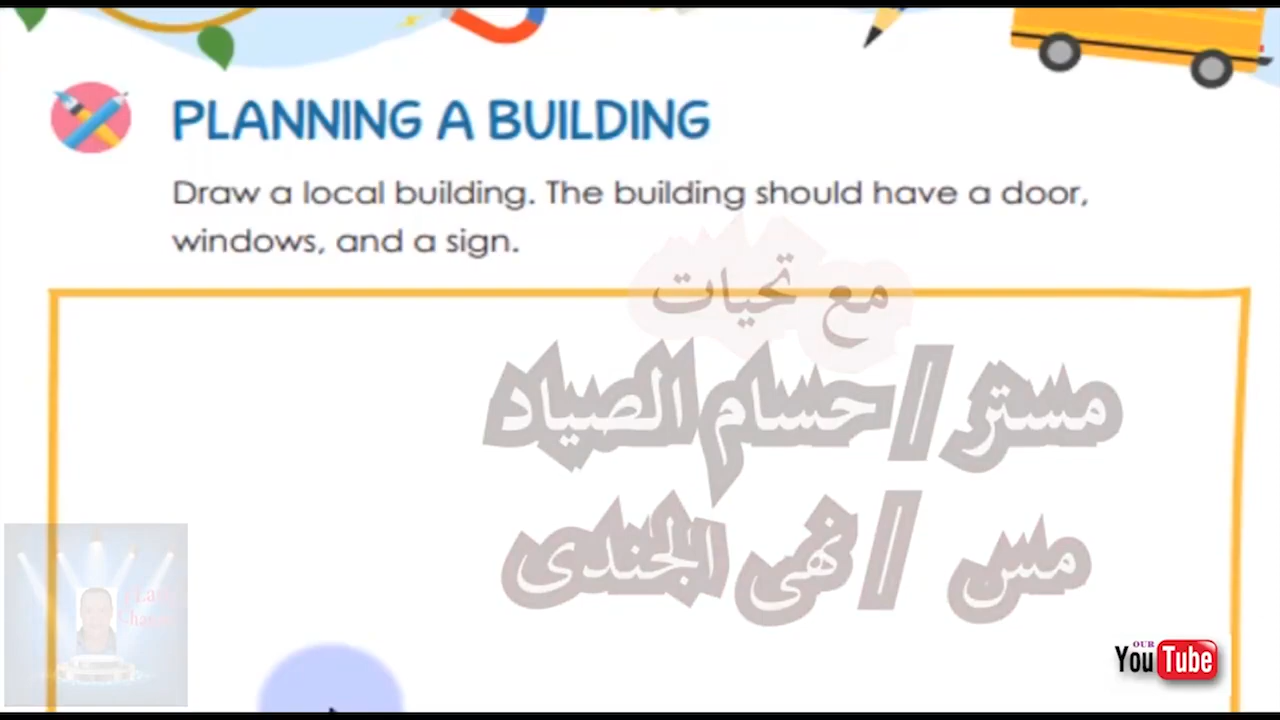 PLANNING A BUILDING
Draw a local building. The building should have a door,
windows, and a sign.
مع تحيات
مستر / حسام الصياد
مس / نهى الجندى
OUR
YouTube